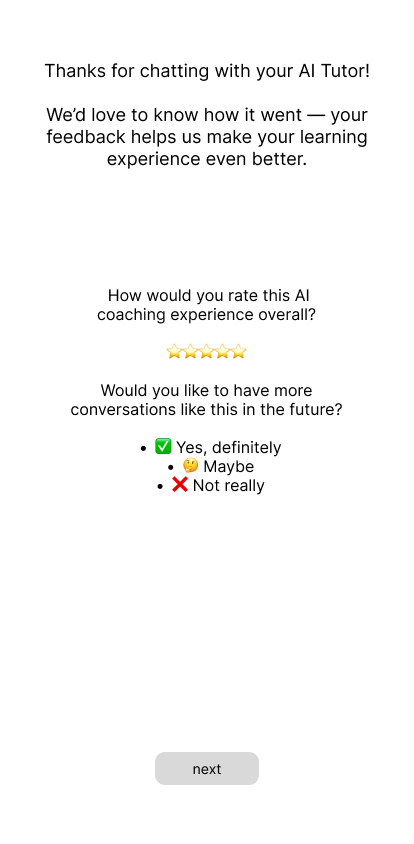 Thanks for chatting with your AI Tutor!
We’d love to know how it went — your
feedback helps us make your learning
experience even better.
How would you rate this AI
coaching experience overall?
⭐⭐⭐⭐⭐
Would you like to have more
conversations like this in the future?
• ✅ Yes, definitely
• 🤔 Maybe
• ❌ Not really
next